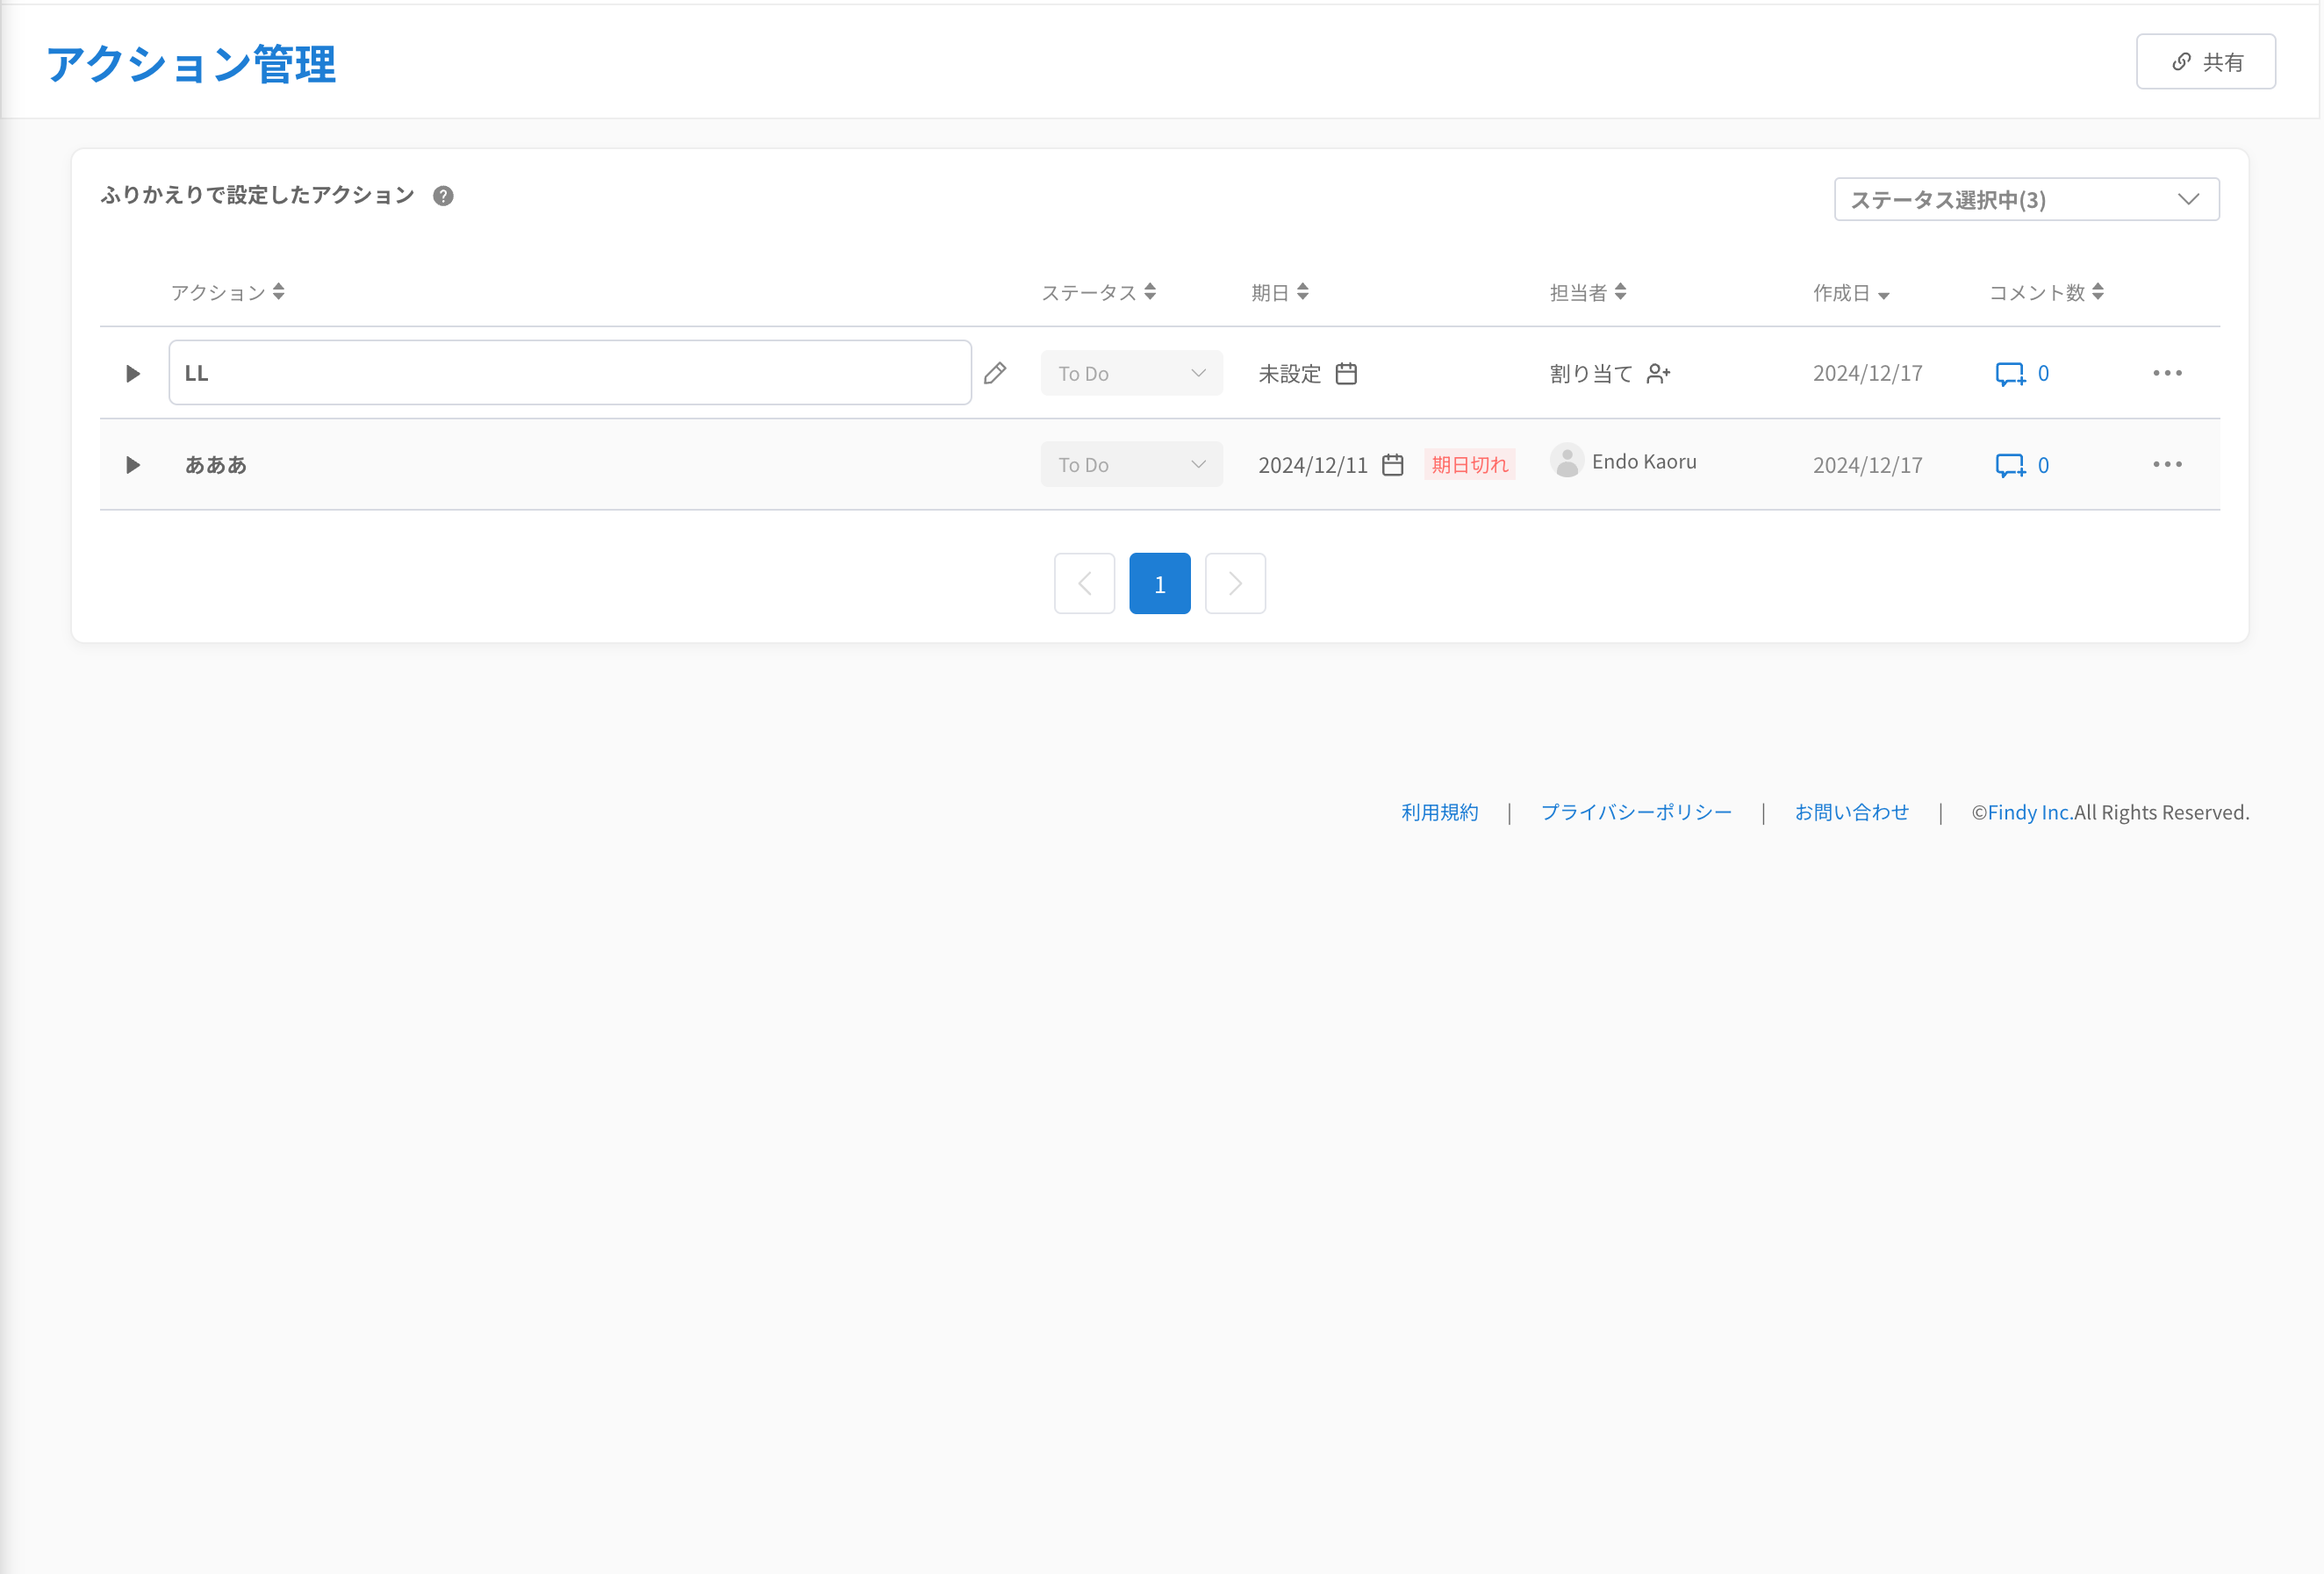 アクション管理
共有
ふりかえりで設定したアクション ?
ステータス選択中(3)
アクション ステータス 期日 担当者 作成日 コメント数
LL To Do 未設定 割り当て 2024/12/17 0
あああ To Do 2024/12/11 期日切れ Endo Kaoru 2024/12/17 0
1
利用規約 | プライバシーポリシー | お問い合わせ | ©Findy Inc.All Rights Reserved.